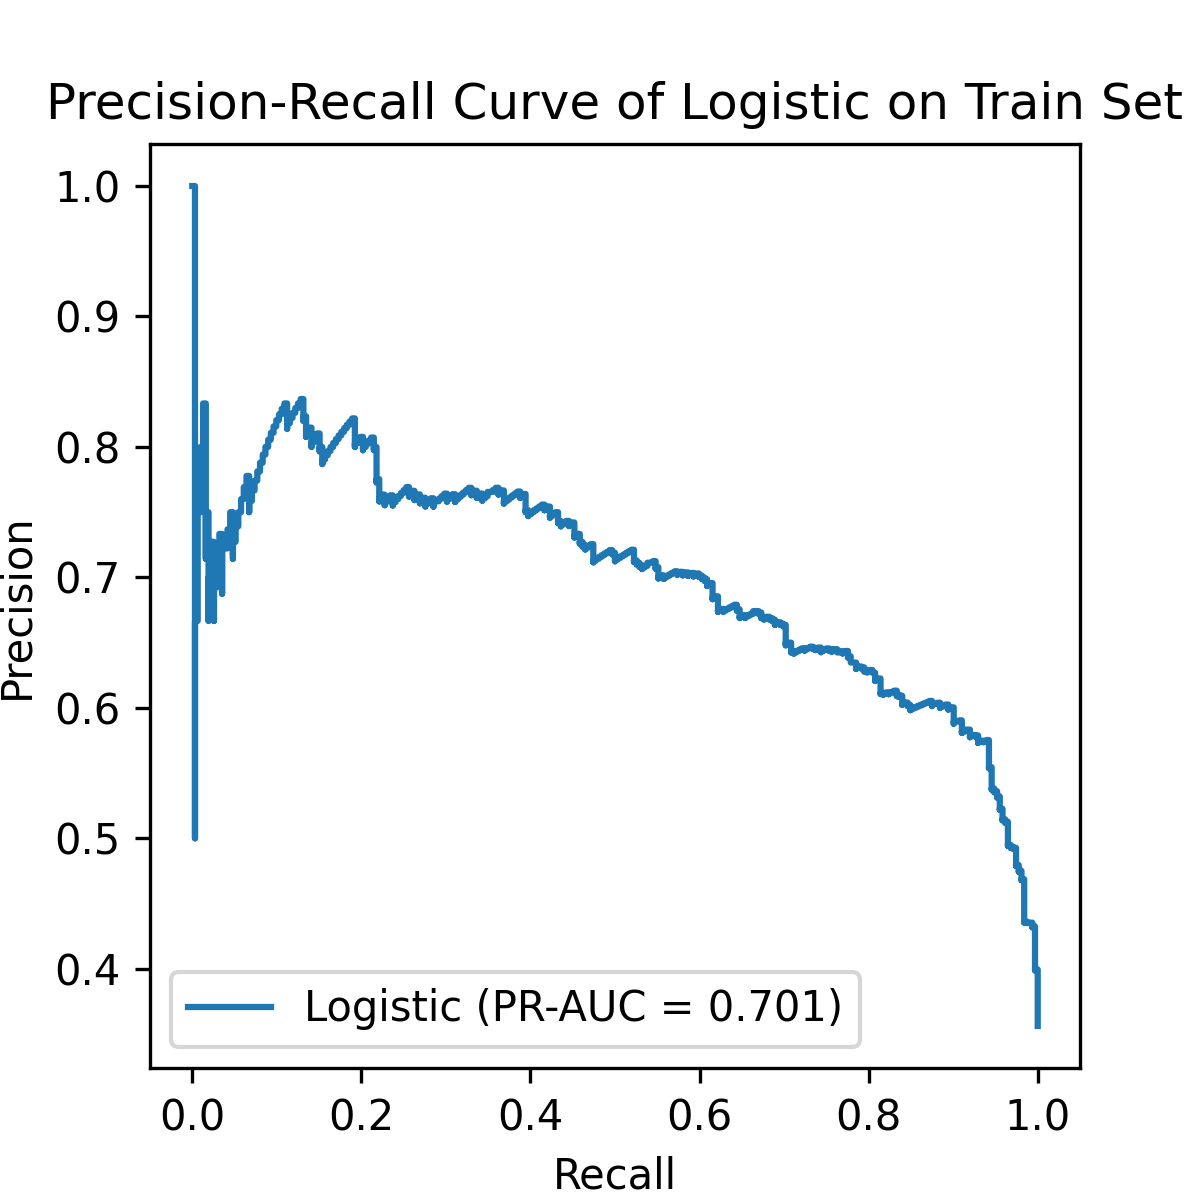 Precision-Recall Curve of Logistic on Train Set
1.0
0.9
0.8
0.7
0.6
0.5
0.4
Precision
Logistic (PR-AUC = 0.701)
0.0 0.2 0.4 0.6 0.8 1.0
Recall